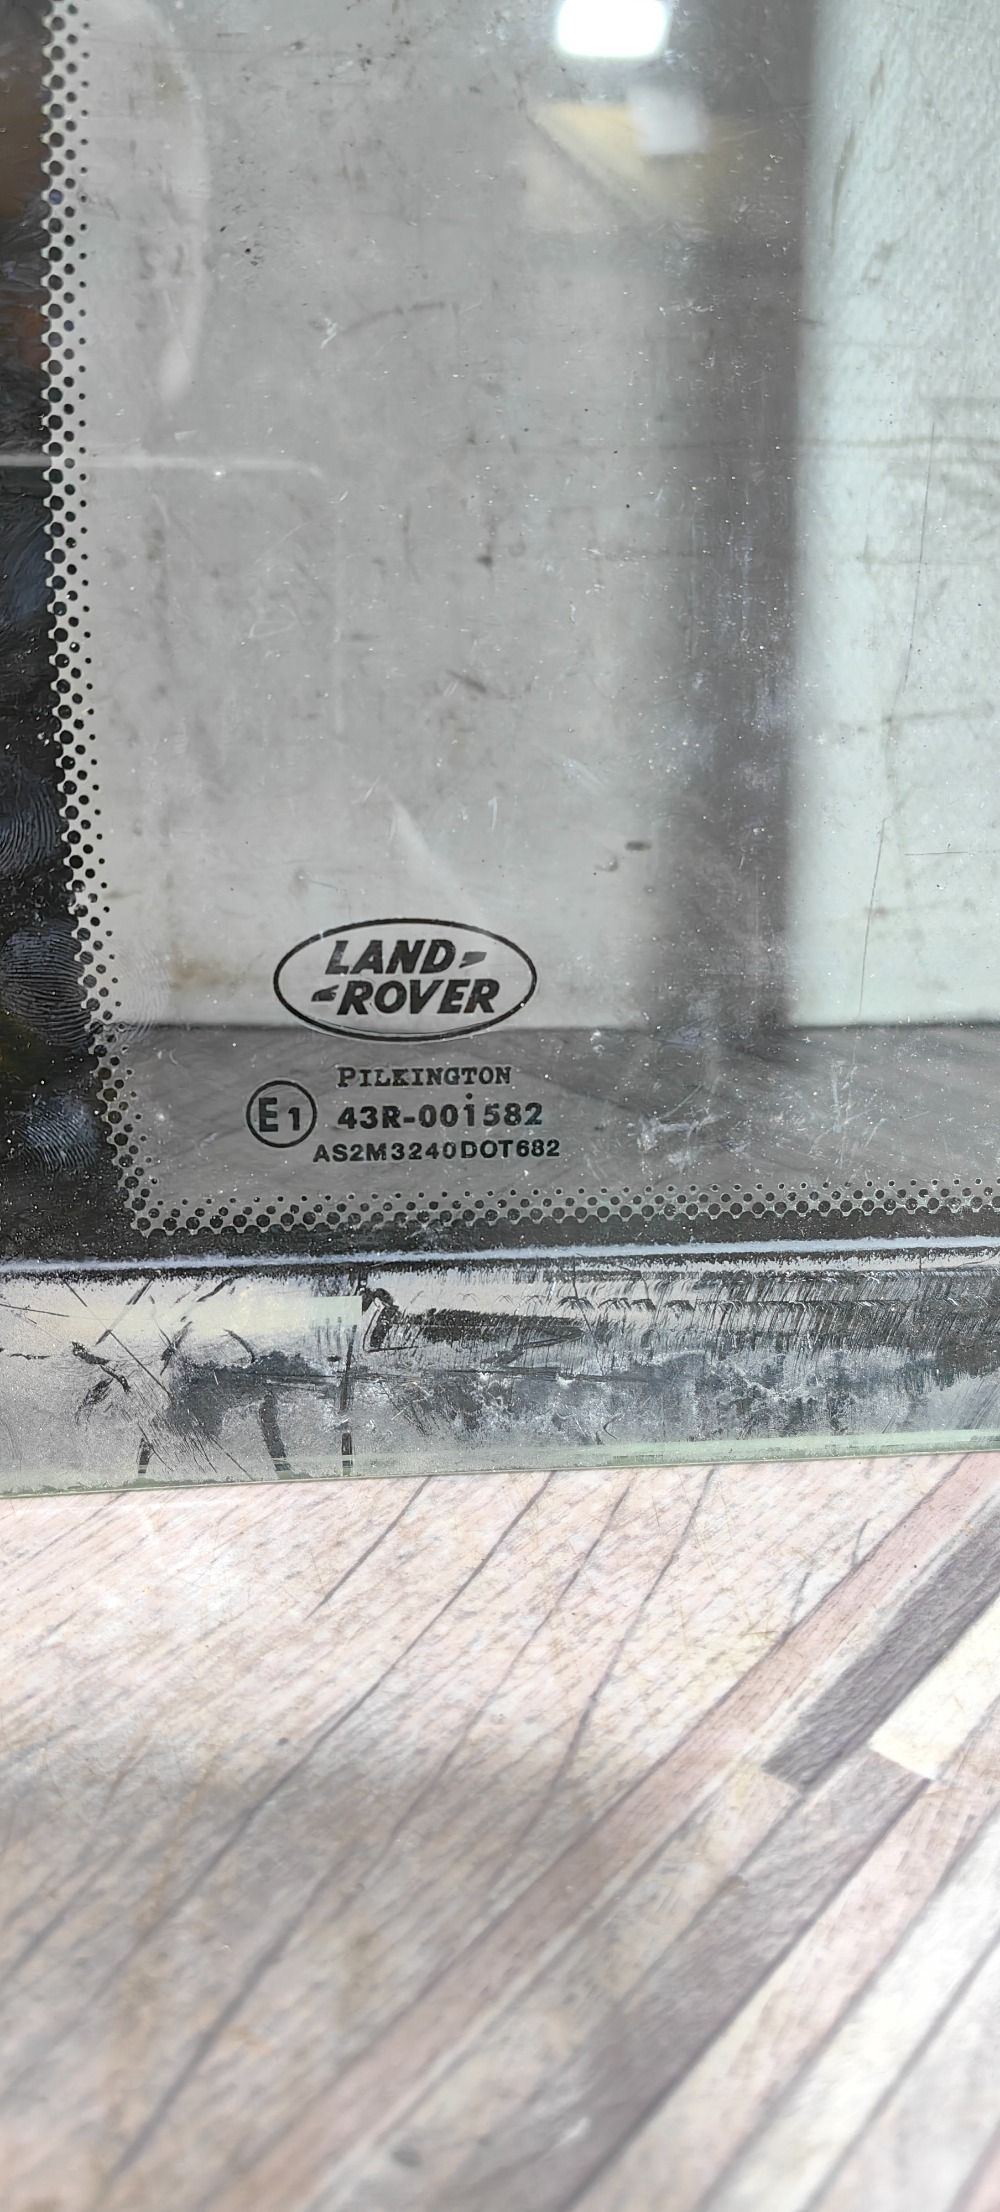 LAND-
-ROVER
PILKINGTON
E1 43R-001582
AS2M3240DOT682